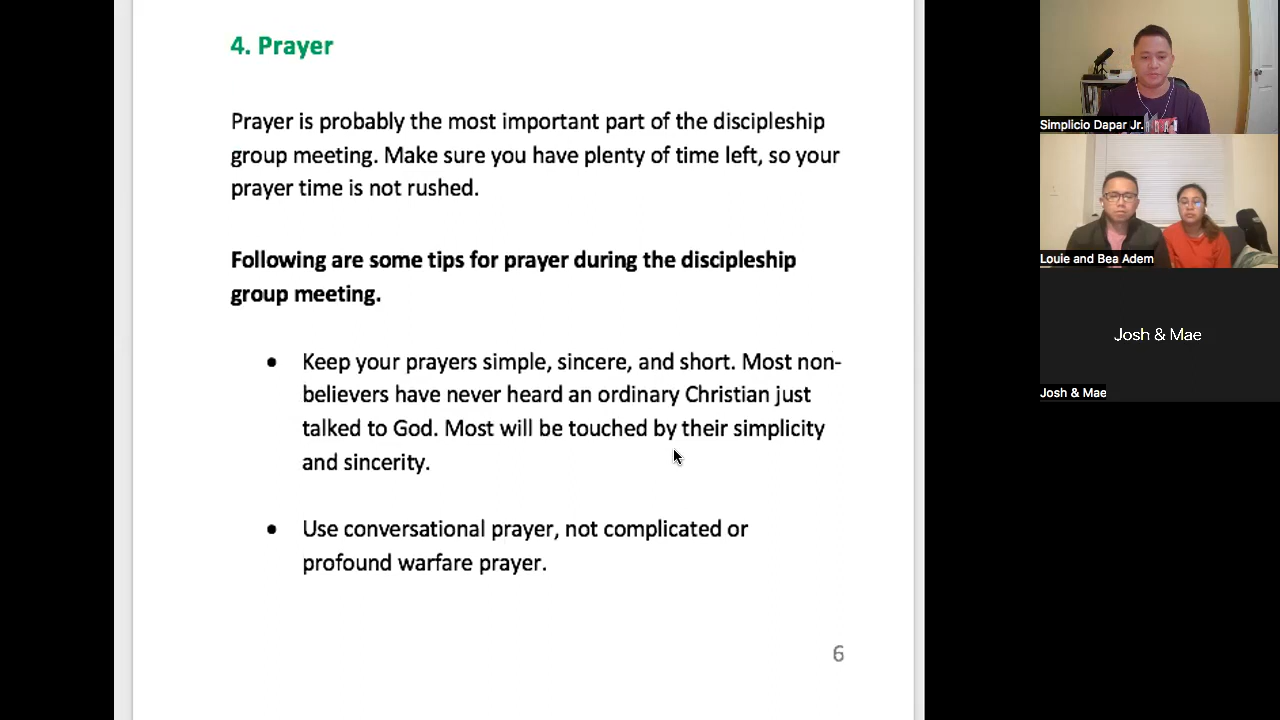 4. Prayer
Prayer is probably the most important part of the discipleship
group meeting. Make sure you have plenty of time left, so your
prayer time is not rushed.
Following are some tips for prayer during the discipleship
group meeting.
• Keep your prayers simple, sincere, and short. Most non-
believers have never heard an ordinary Christian just
talked to God. Most will be touched by their simplicity
and sincerity.
• Use conversational prayer, not complicated or
profound warfare prayer.
6
Simplicio Dapar Jr.
Louie and Bea Adem
Josh & Mae
Josh & Mae